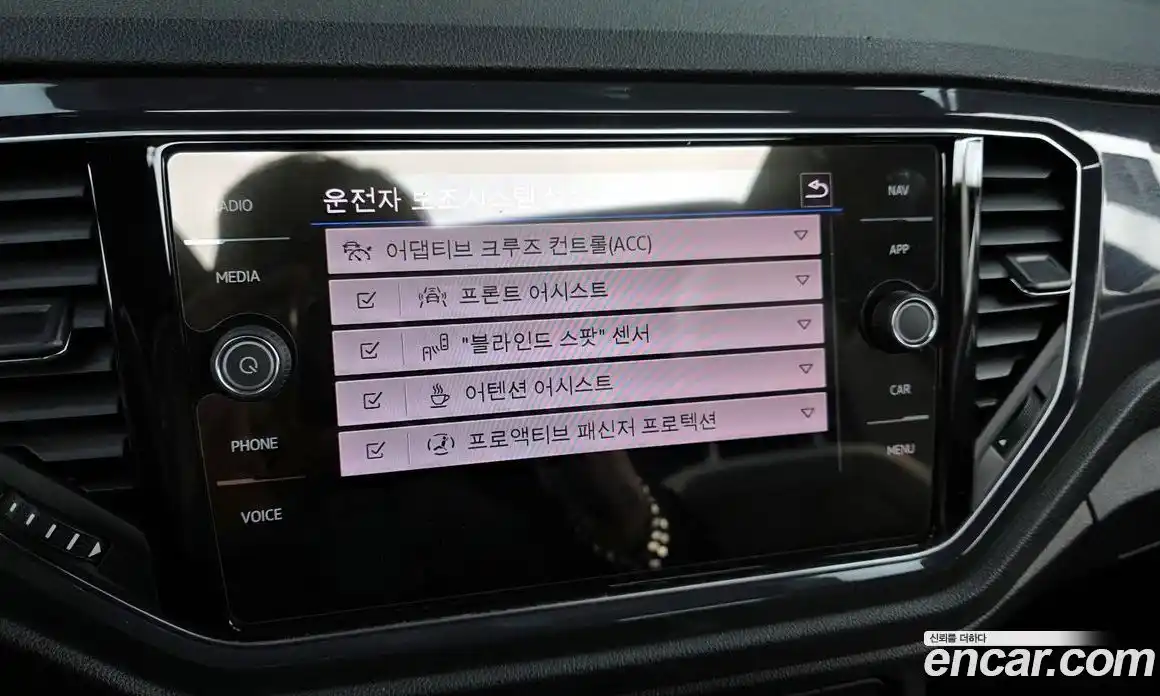 운전자 보조 시스템
RADIO
NAV
어댑티브 크루즈 컨트롤(ACC)
APP
MEDIA
프론트 어시스트
"블라인드 스팟" 센서
어텐션 어시스트
CAR
프로액티브 패신저 프로텍션
PHONE
MENU
VOICE
신뢰를 더하다
encar.com